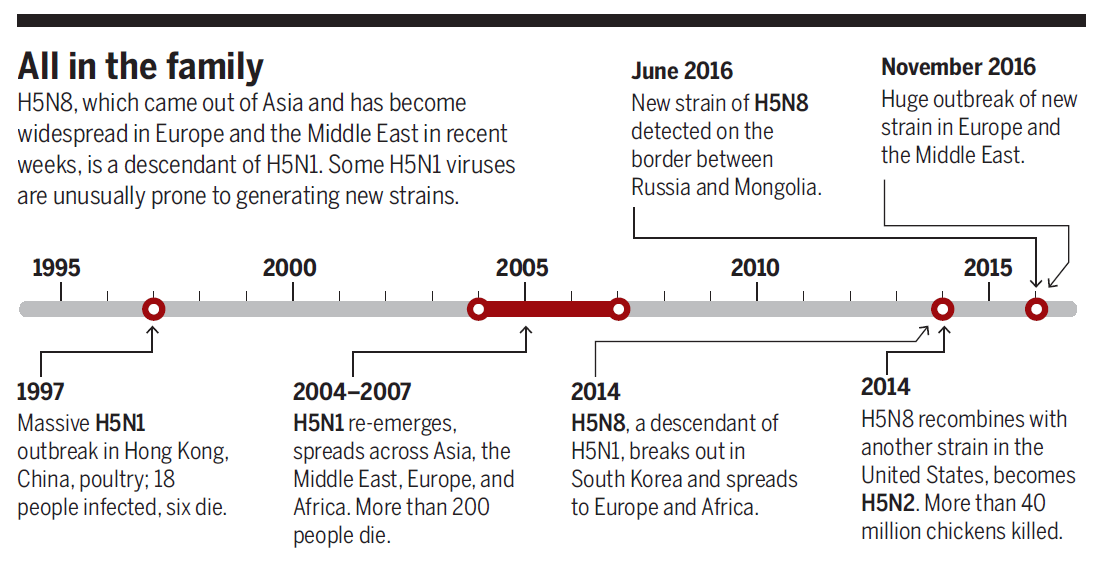 All in the family
H5N8, which came out of Asia and has become
widespread in Europe and the Middle East in recent
weeks, is a descendant of H5N1. Some H5N1 viruses
are unusually prone to generating new strains.
June 2016
New strain of H5N8
detected on the
border between
Russia and Mongolia.
November 2016
Huge outbreak of new
strain in Europe and
the Middle East.
1995 2000 2005 2010 2015
1997
Massive H5N1
outbreak in Hong Kong,
China, poultry; 18
people infected, six die.
2004–2007
H5N1 re-emerges,
spreads across Asia, the
Middle East, Europe, and
Africa. More than 200
people die.
2014
H5N8, a descendant of
H5N1, breaks out in
South Korea and spreads
to Europe and Africa.
2014
H5N8 recombines with
another strain in the
United States, becomes
H5N2. More than 40
million chickens killed.